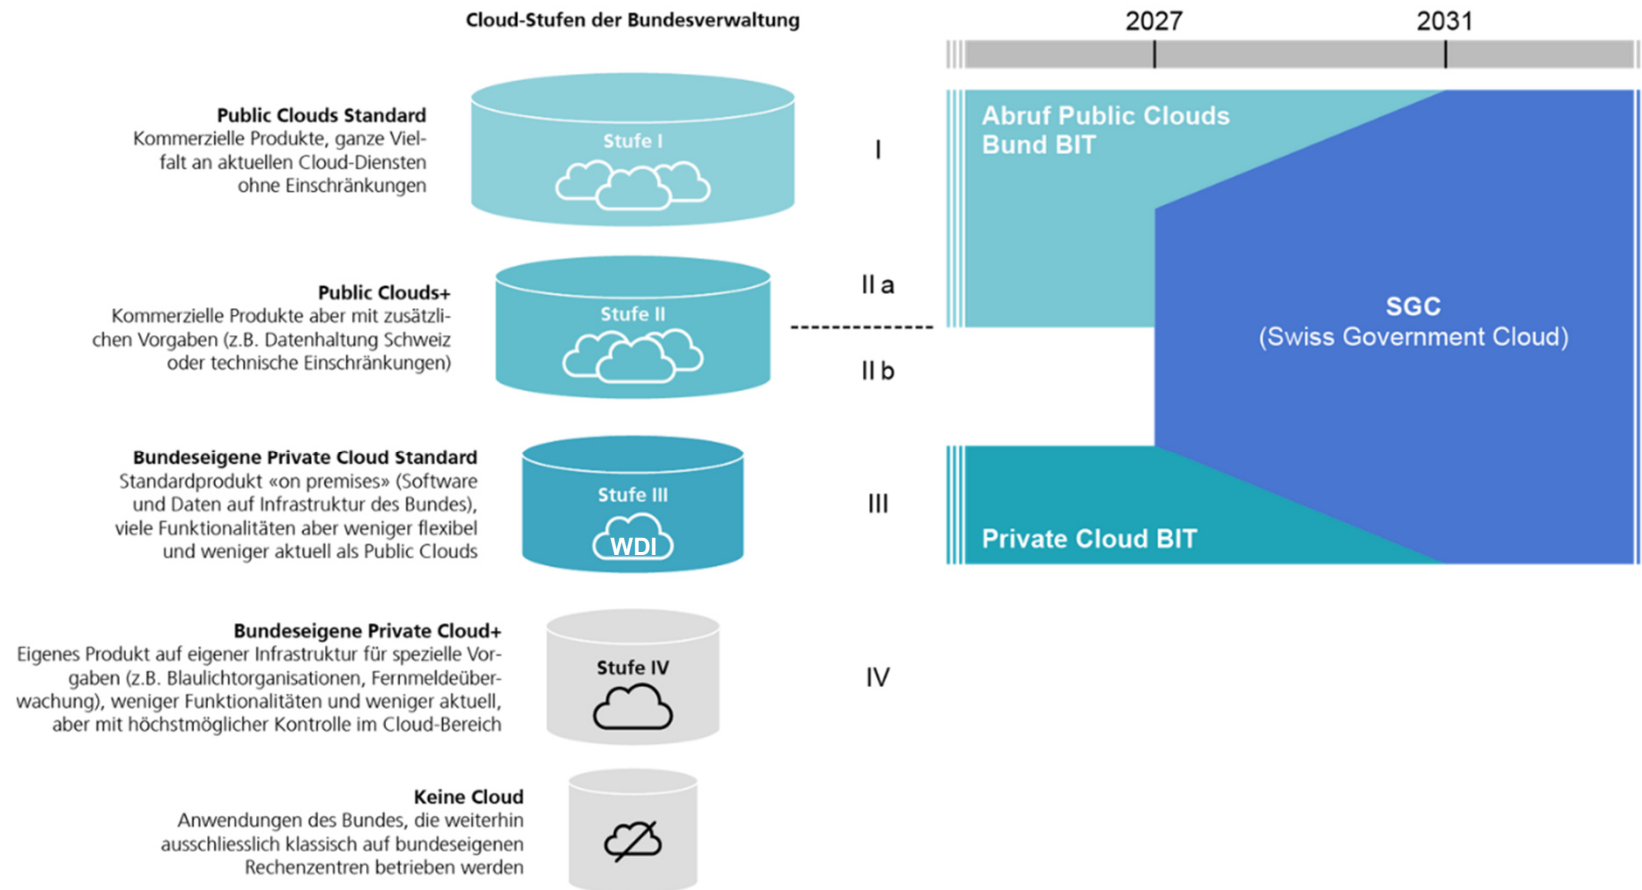 Cloud-Stufen der Bundesverwaltung
2027
2031
Public Clouds Standard
Kommerzielle Produkte, ganze Viel-
falt an aktuellen Cloud-Diensten
ohne Einschränkungen
Stufe I
I
Abruf Public Clouds
Bund BIT
Public Clouds+
Kommerzielle Produkte aber mit zusätzli-
chen Vorgaben (z.B. Datenhaltung Schweiz
oder technische Einschränkungen)
Stufe II
II a
II b
SGC
(Swiss Government Cloud)
Bundeseigene Private Cloud Standard
Standardprodukt «on premises» (Software
und Daten auf Infrastruktur des Bundes),
viele Funktionalitäten aber weniger flexibel
und weniger aktuell als Public Clouds
Stufe III
WDI
III
Private Cloud BIT
Bundeseigene Private Cloud+
Eigenes Produkt auf eigener Infrastruktur für spezielle Vor-
gaben (z.B. Blaulichtorganisationen, Fernmeldeüber-
wachung), weniger Funktionalitäten und weniger aktuell,
aber mit höchstmöglicher Kontrolle im Cloud-Bereich
Stufe IV
IV
Keine Cloud
Anwendungen des Bundes, die weiterhin
ausschliesslich klassisch auf bundeseigenen
Rechenzentren betrieben werden